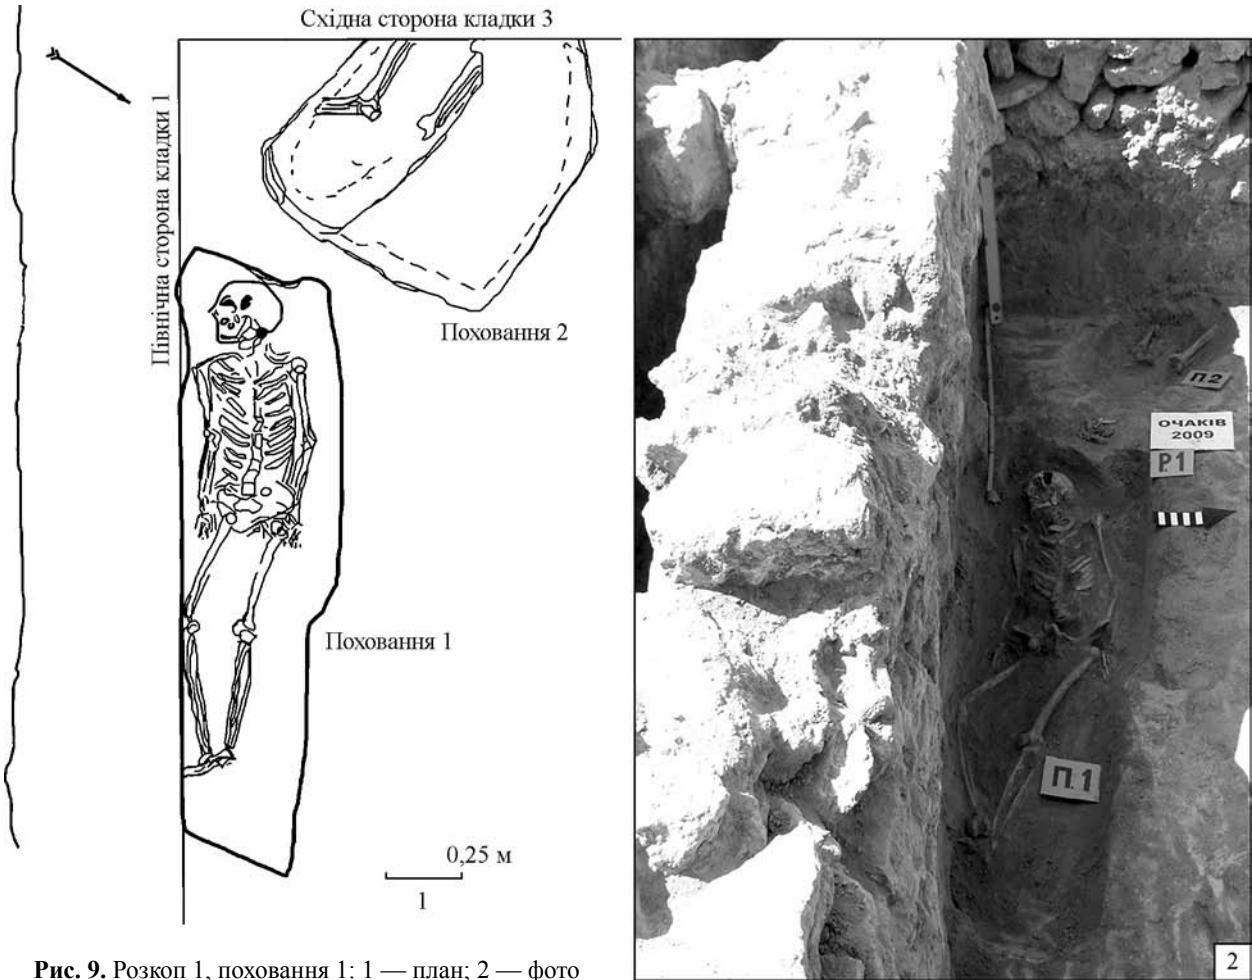 Східна сторона кладки 3
Північна сторона кладки 1
Поховання 2
Поховання 1
0,25 м
1
П2
ОЧАКІВ
2009
Р.1
П.1
2
Рис. 9. Розкоп 1, поховання 1: 1 — план; 2 — фото